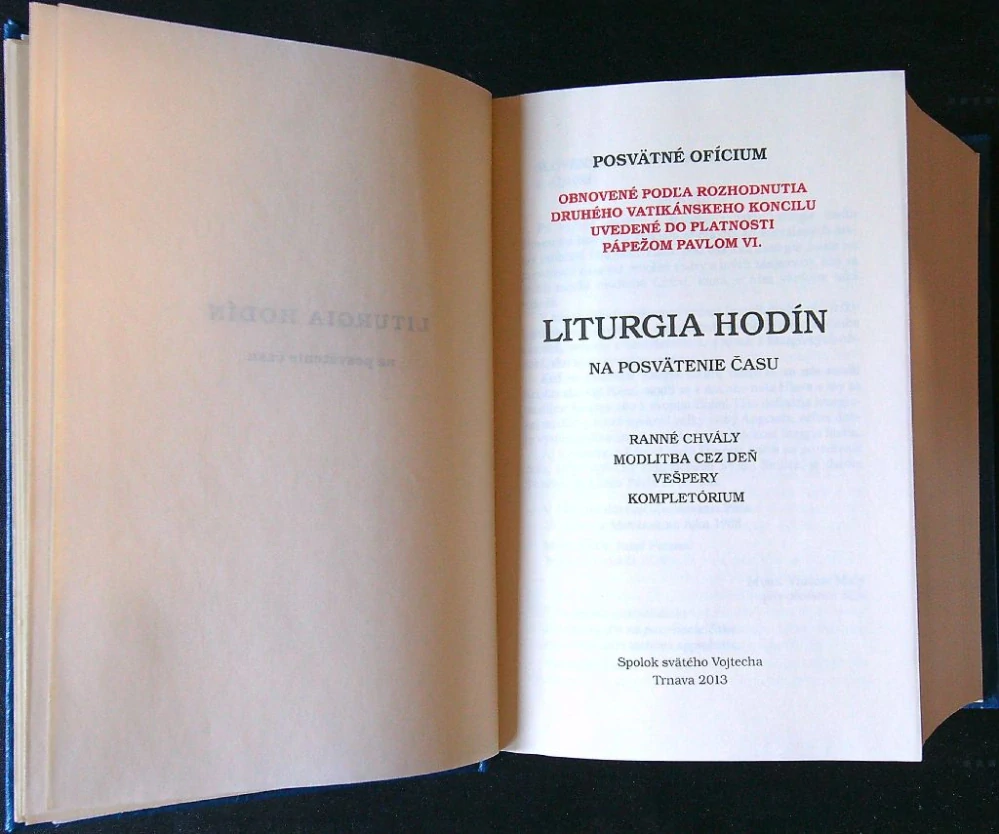 POSVÄTNÉ OFÍCIUM
OBNOVENÉ PODĽA ROZHODNUTIA
DRUHÉHO VATIKÁNSKEHO KONCILU
UVEDENÉ DO PLATNOSTI
PÁPEŽOM PAVLOM VI.
LITURGIA HODÍN
NA POSVÄTENIE ČASU
RANNÉ CHVÁLY
MODLITBA CEZ DEŇ
VEŠPERY
KOMPLETÓRIUM
Spolok svätého Vojtecha
Trnava 2013